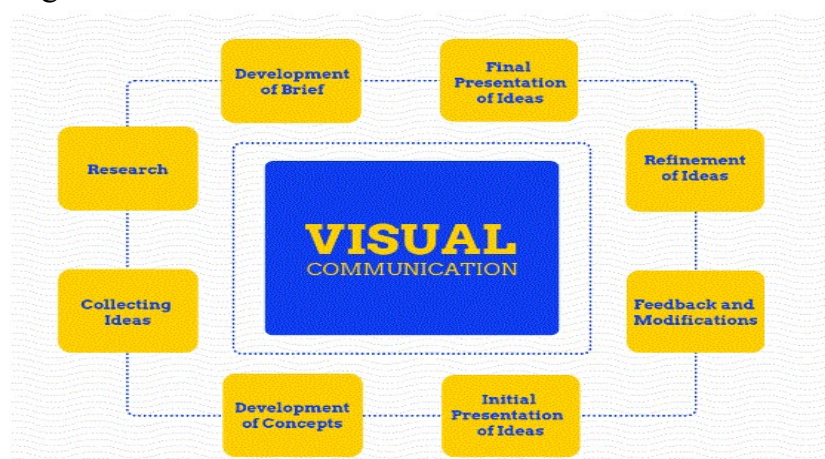 Development
of Brief
Final
Presentation
of Ideas
Research
Refinement
of Ideas
VISUAL
COMMUNICATION
Collecting
Ideas
Feedback and
Modifications
Development
of Concepts
Initial
Presentation
of Ideas